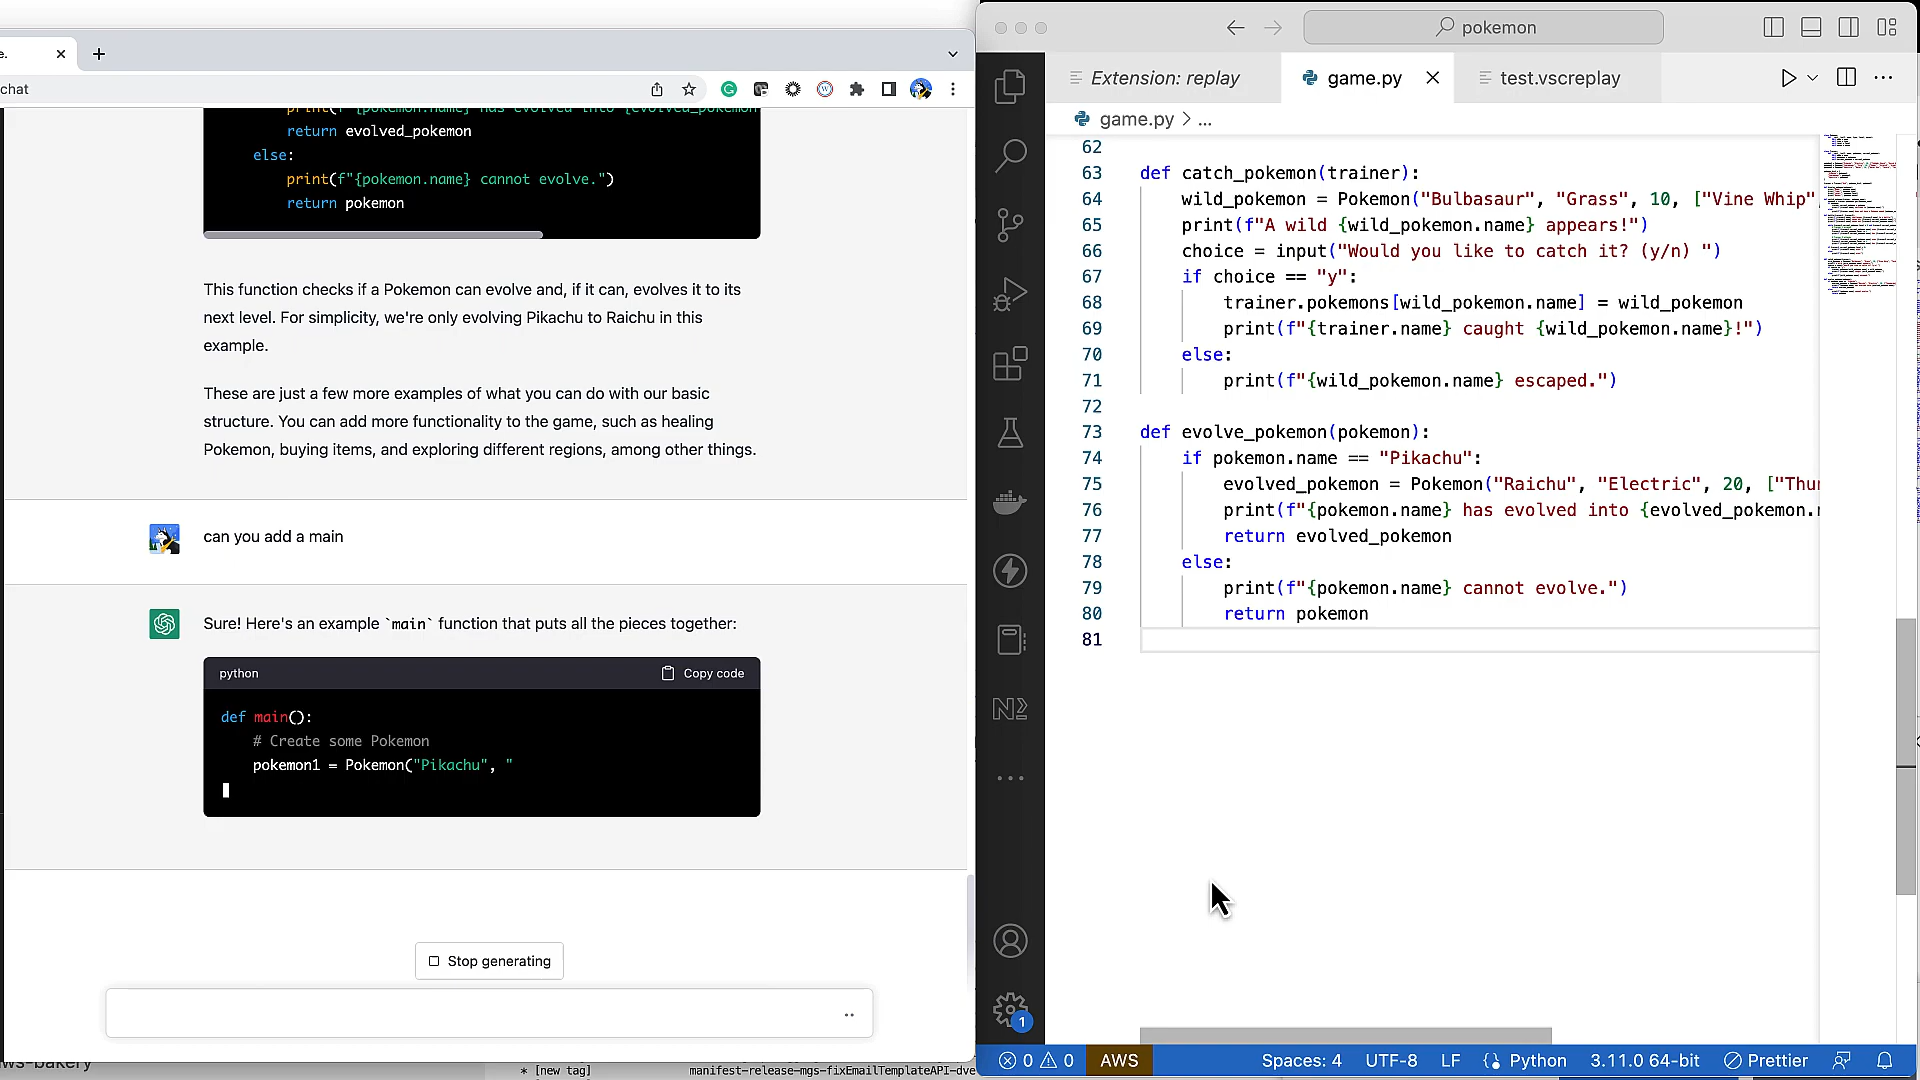 e.
chat
return evolved_pokemon
else:
print(f"{pokemon.name} cannot evolve.")
return pokemon
This function checks if a Pokemon can evolve and, if it can, evolves it to its
next level. For simplicity, we're only evolving Pikachu to Raichu in this
example.
These are just a few more examples of what you can do with our basic
structure. You can add more functionality to the game, such as healing
Pokemon, buying items, and exploring different regions, among other things.
can you add a main
Sure! Here's an example `main` function that puts all the pieces together:
python
Copy code
def main():
# Create some Pokemon
pokemon1 = Pokemon("Pikachu", "
Stop generating
ws-bakery
* [new tag]
manifest-release-mgs-fixEmailTemplateAPI-dve
pokemon
Extension: replay
game.py
test.vscreplay
game.py > ...
62
63 def catch_pokemon(trainer):
64 wild_pokemon = Pokemon("Bulbasaur", "Grass", 10, ["Vine Whip",
65 print(f"A wild {wild_pokemon.name} appears!")
66 choice = input("Would you like to catch it? (y/n) ")
67 if choice == "y":
68 trainer.pokemons[wild_pokemon.name] = wild_pokemon
69 print(f"{trainer.name} caught {wild_pokemon.name}!")
70 else:
71 print(f"{wild_pokemon.name} escaped.")
72
73 def evolve_pokemon(pokemon):
74 if pokemon.name == "Pikachu":
75 evolved_pokemon = Pokemon("Raichu", "Electric", 20, ["Thu
76 print(f"{pokemon.name} has evolved into {evolved_pokemon.
77 return evolved_pokemon
78 else:
79 print(f"{pokemon.name} cannot evolve.")
80 return pokemon
81
1
0 0 AWS Spaces: 4 UTF-8 LF Python 3.11.0 64-bit Prettier